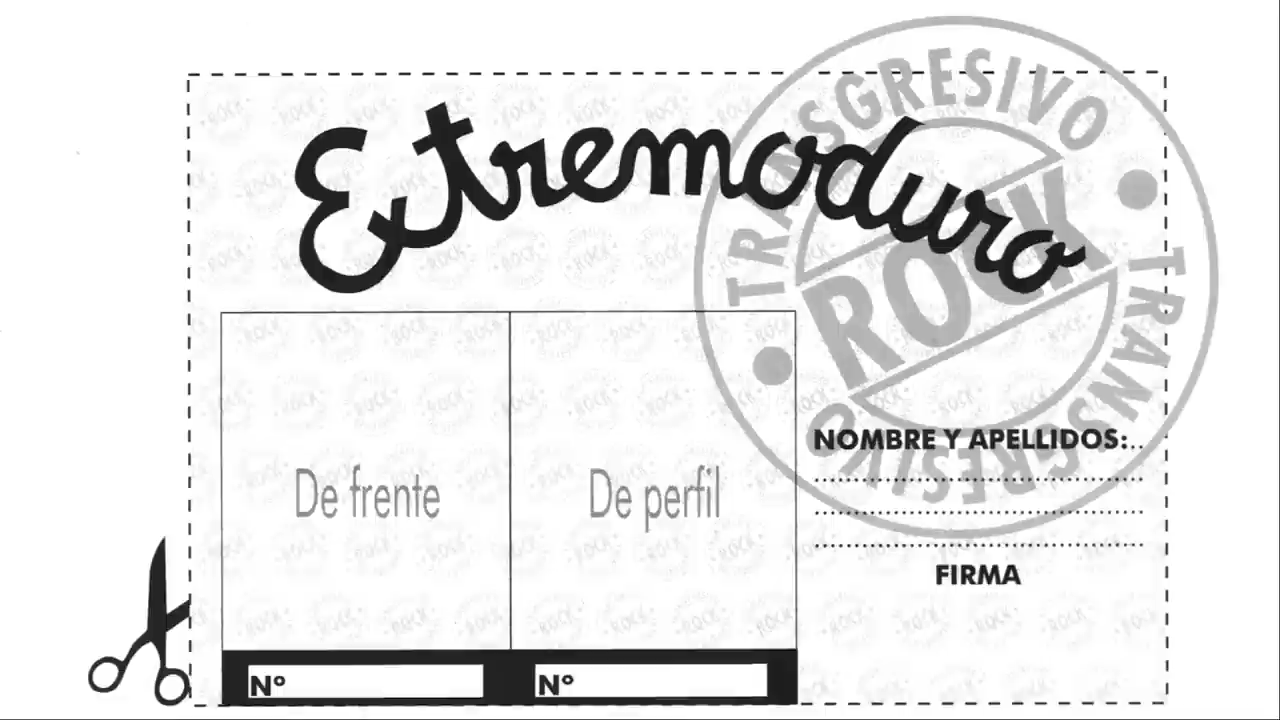 Extremoduro
TRANSGRESIVO
ROCK
TRANSGRESIVO
De frente
De perfil
NOMBRE Y APELLIDOS:..
FIRMA
Nº
Nº